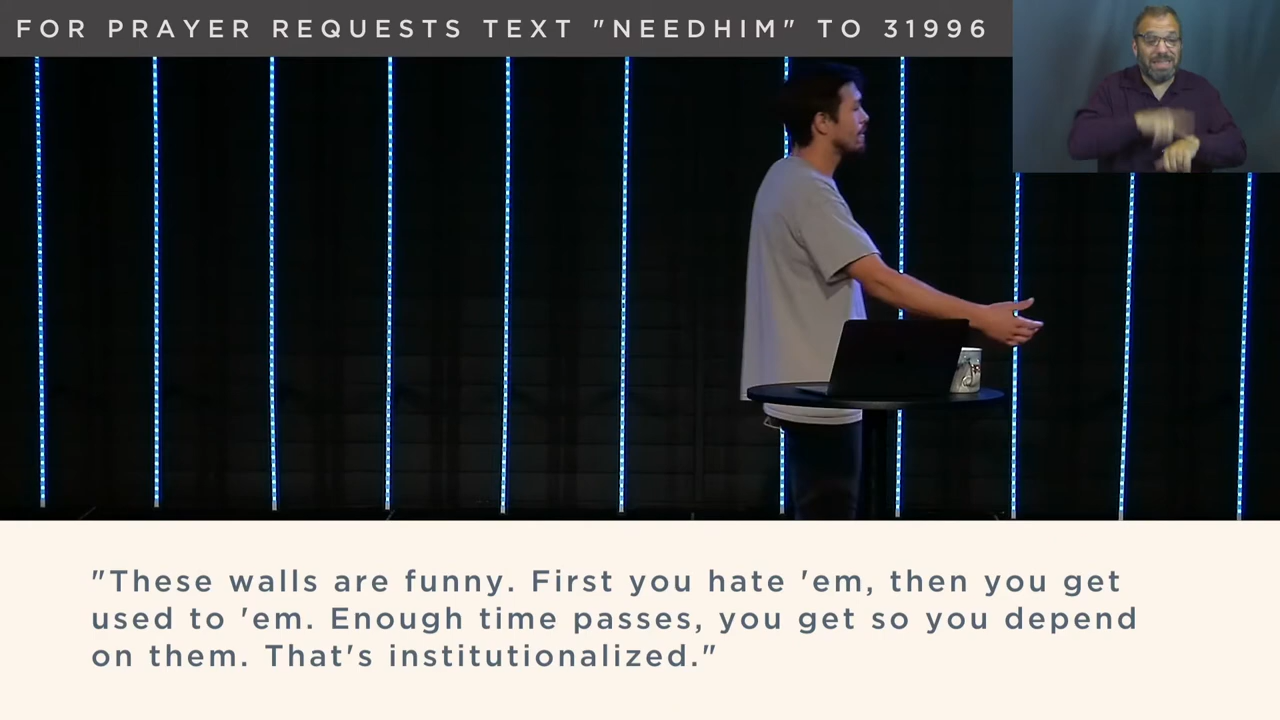 FOR PRAYER REQUESTS TEXT "NEEDHIM" TO 31996
"These walls are funny. First you hate 'em, then you get
used to 'em. Enough time passes, you get so you depend
on them. That's institutionalized."